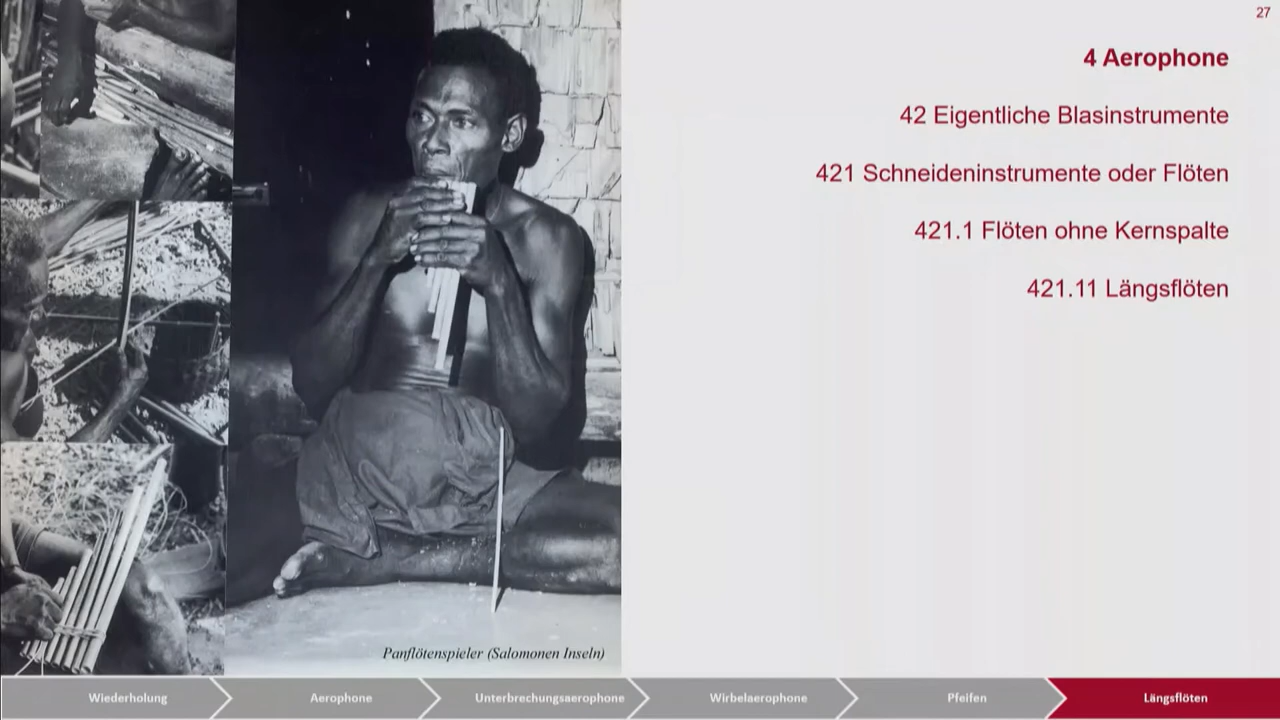 27
4 Aerophone
42 Eigentliche Blasinstrumente
421 Schneideninstrumente oder Flöten
421.1 Flöten ohne Kernspalte
421.11 Längsflöten
Panflötenspieler (Salomonen Inseln)
Wiederholung
Aerophone
Unterbrechungsaerophone
Wirbelaerophone
Pfeifen
Längsflöten